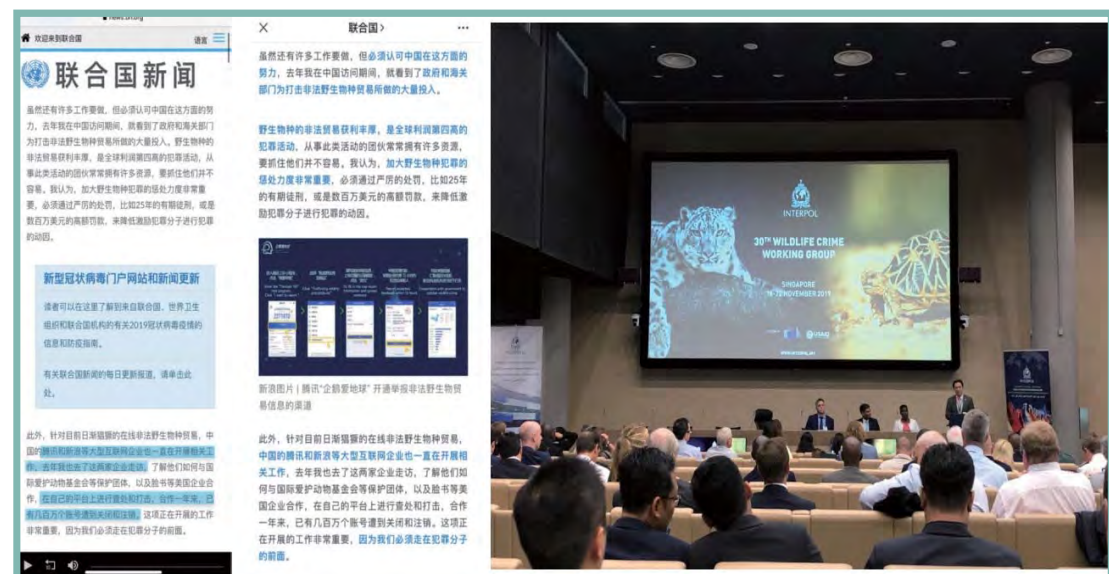 news.un.org
欢迎来到联合国
语言
联合国新闻
虽然还有许多工作要做，但必须认可中国在这方面的努
力，去年我在中国访问期间，就看到了政府和海关部门
为打击非法野生物种贸易所做的大量投入。野生物种的
非法贸易获利丰厚，是全球利润第四高的犯罪活动，从
事此类活动的团伙常常拥有许多资源，要抓住他们并不
容易。我认为，加大野生物种犯罪的惩处力度非常重
要，必须通过严厉的处罚，比如25年的有期徒刑，或是
数百万美元的高额罚款，来降低激励犯罪分子进行犯罪
的动因。
新型冠状病毒门户网站和新闻更新
读者可以在这里了解到来自联合国、世界卫生
组织和联合国机构的有关2019冠状病毒疫情的
信息和防疫指南。
有关联合国新闻的每日更新报道，请单击此
处。
此外，针对目前日渐猖獗的在线非法野生物种贸易，中
国的腾讯和新浪等大型互联网企业也一直在开展相关工
作，去年我也去了这两家企业走访，了解他们如何与国
际爱护动物基金会等保护团体，以及脸书等美国企业合
作，在自己的平台上进行查处和打击，合作一年来，已
有几百万个账号遭到关闭和注销。这项正在开展的工作
非常重要，因为我们必须走在犯罪分子的前面。
联合国
虽然还有许多工作要做，但必须认可中国在这方面的
努力，去年我在中国访问期间，就看到了政府和海关
部门为打击非法野生物种贸易所做的大量投入。
野生物种的非法贸易获利丰厚，是全球利润第四高的
犯罪活动，从事此类活动的团伙常常拥有许多资源，
要抓住他们并不容易。我认为，加大野生物种犯罪的
惩处力度非常重要，必须通过严厉的处罚，比如25年
的有期徒刑，或是数百万美元的高额罚款，来降低激
励犯罪分子进行犯罪的动因。
新浪图片 | 腾讯“企鹅爱地球”开通举报非法野生物贸
易信息的渠道
此外，针对目前日渐猖獗的在线非法野生物种贸易，
中国的腾讯和新浪等大型互联网企业也一直在开展相
关工作，去年我也去了这两家企业走访，了解他们如
何与国际爱护动物基金会等保护团体，以及脸书等美
国企业合作，在自己的平台上进行查处和打击，合作
一年来，已有几百万个账号遭到关闭和注销。这项正
在开展的工作非常重要，因为我们必须走在犯罪分子
的前面。
INTERPOL
30TH WILDLIFE CRIME
WORKING GROUP
SINGAPORE
NOVEMBER 2019
USAID
WWW.INTERPOL.INT
INTERPOL